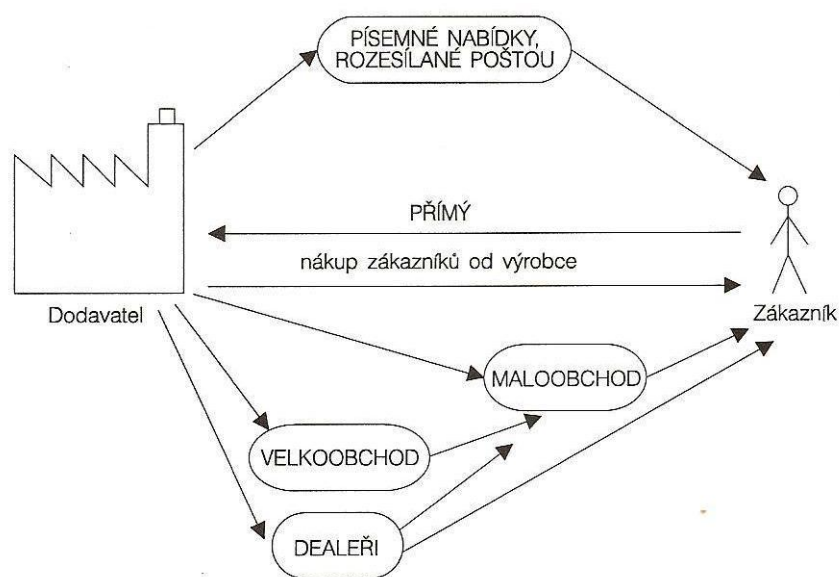 PÍSEMNÉ NABÍDKY,
ROZESÍLANÉ POŠTOU
PŘÍMÝ
nákup zákazníků od výrobce
Dodavatel
Zákazník
MALOOBCHOD
VELKOOBCHOD
DEALEŘI